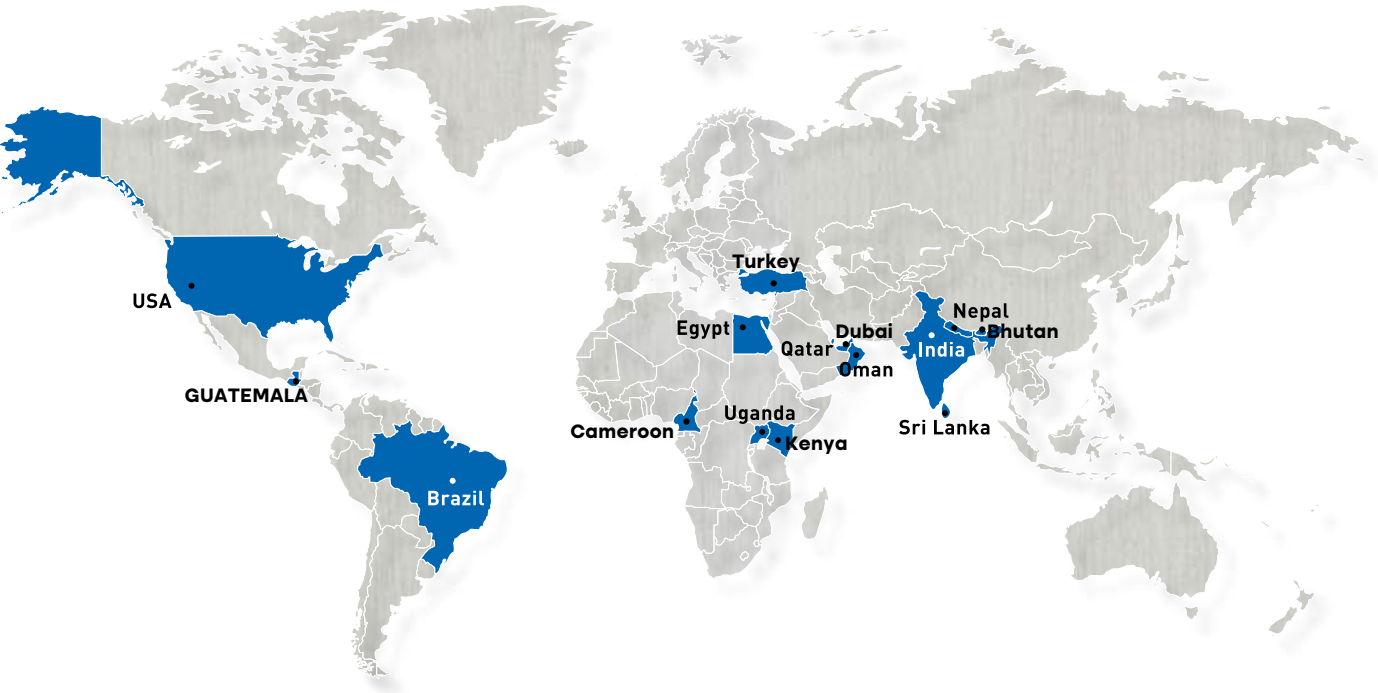 Turkey
USA
Nepal
Egypt
Dubai
Bhutan
Qatar
India
Oman
GUATEMALA
Uganda
Sri Lanka
Cameroon
Kenya
Brazil